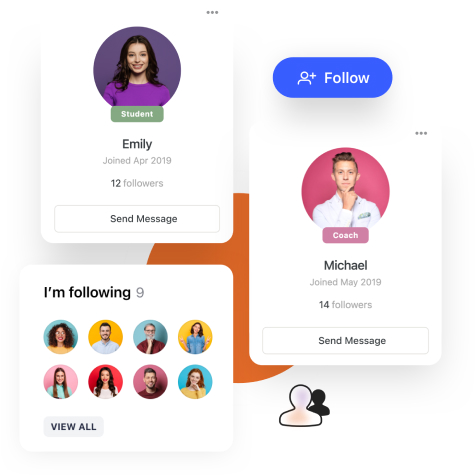 Student
Emily
Joined Apr 2019
12 followers
Send Message
Follow
Coach
Michael
Joined May 2019
14 followers
Send Message
I'm following 9
VIEW ALL